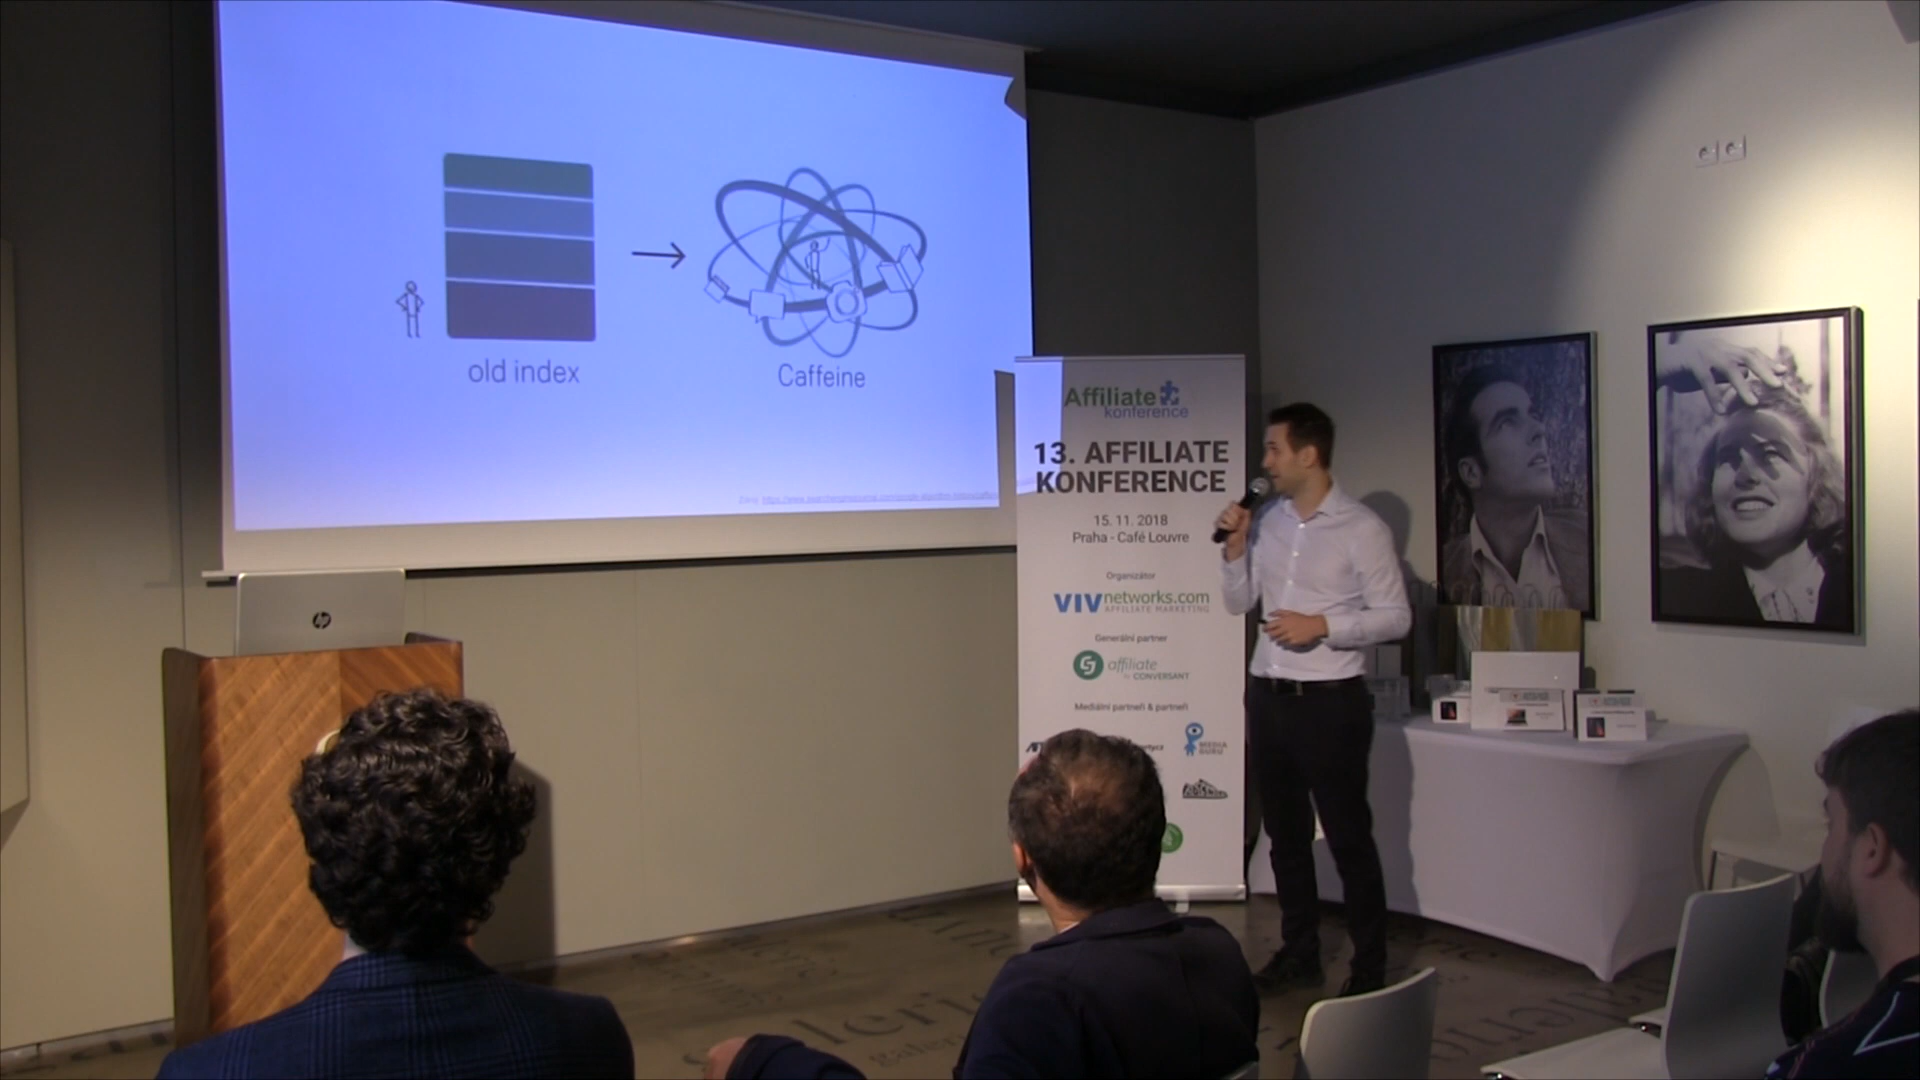 old index
Caffeine
Affiliate
konference
13. AFFILIATE
KONFERENCE
15. 11. 2018
Praha - Café Louvre
Organizátor
VIVnetworks.com
AFFILIATE MARKETING
Generální partner
CJ affiliate
by CONVERSANT
Mediální partneři & partneři
MEDIA
GURU
hp